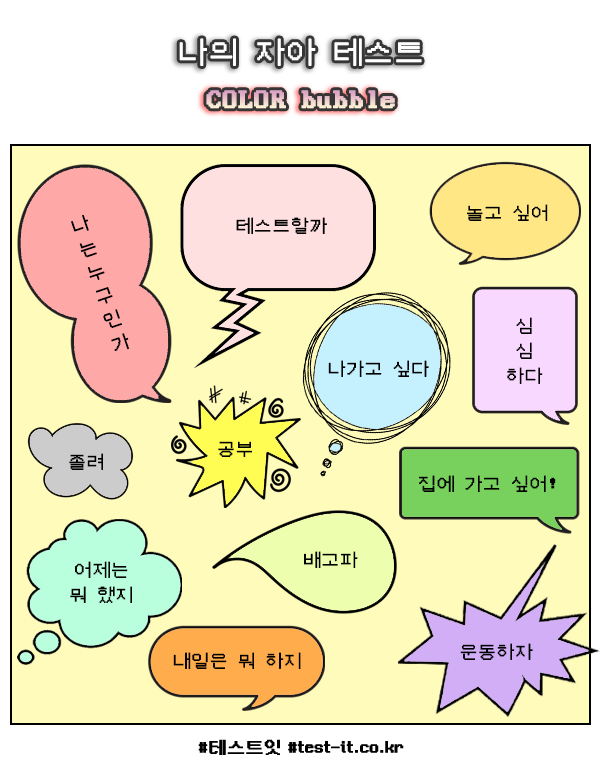 나의 자아 테스트
COLOR bubble
나는누구인가
테스트할까
놀고 싶어
심
심
하다
나가고 싶다
졸려
공부
집에 가고 싶어!
어제는
뭐 했지
배고파
내일은 뭐 하지
운동하자
#테스트잇 #test-it.co.kr